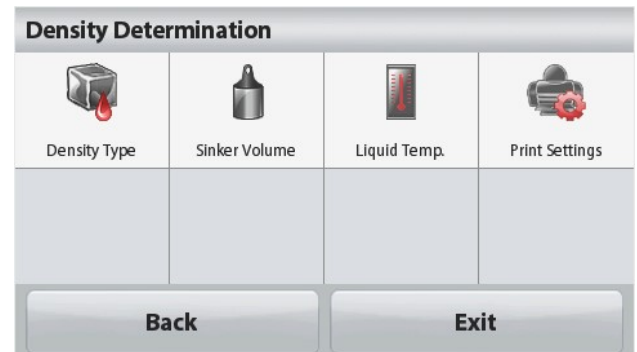 Density Determination
Density Type
Sinker Volume
Liquid Temp.
Print Settings
Back
Exit